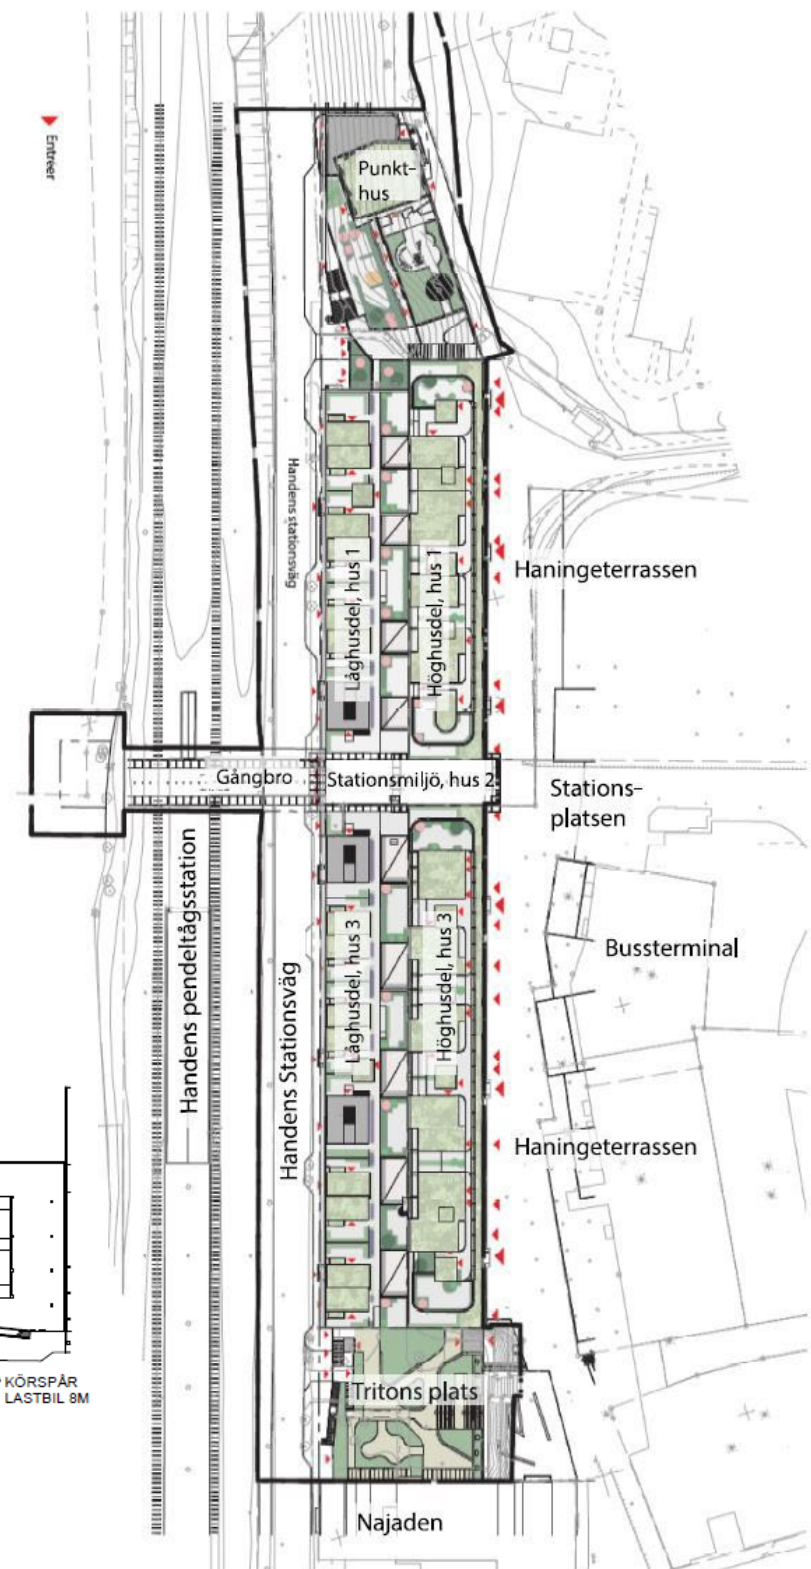 Entréer
Punkt-
hus
Handens stationsväg
Låghusdel, hus 1
Höghusdel, hus 1
Haningeterrassen
Gångbro
Stationsmiljö, hus 2
Stations-
platsen
Handens pendeltågsstation
Handens Stationsväg
Låghusdel, hus 3
Höghusdel, hus 3
Bussterminal
Haningeterrassen
KÖRSPÅR
LASTBIL 8M
Tritons plats
Najaden